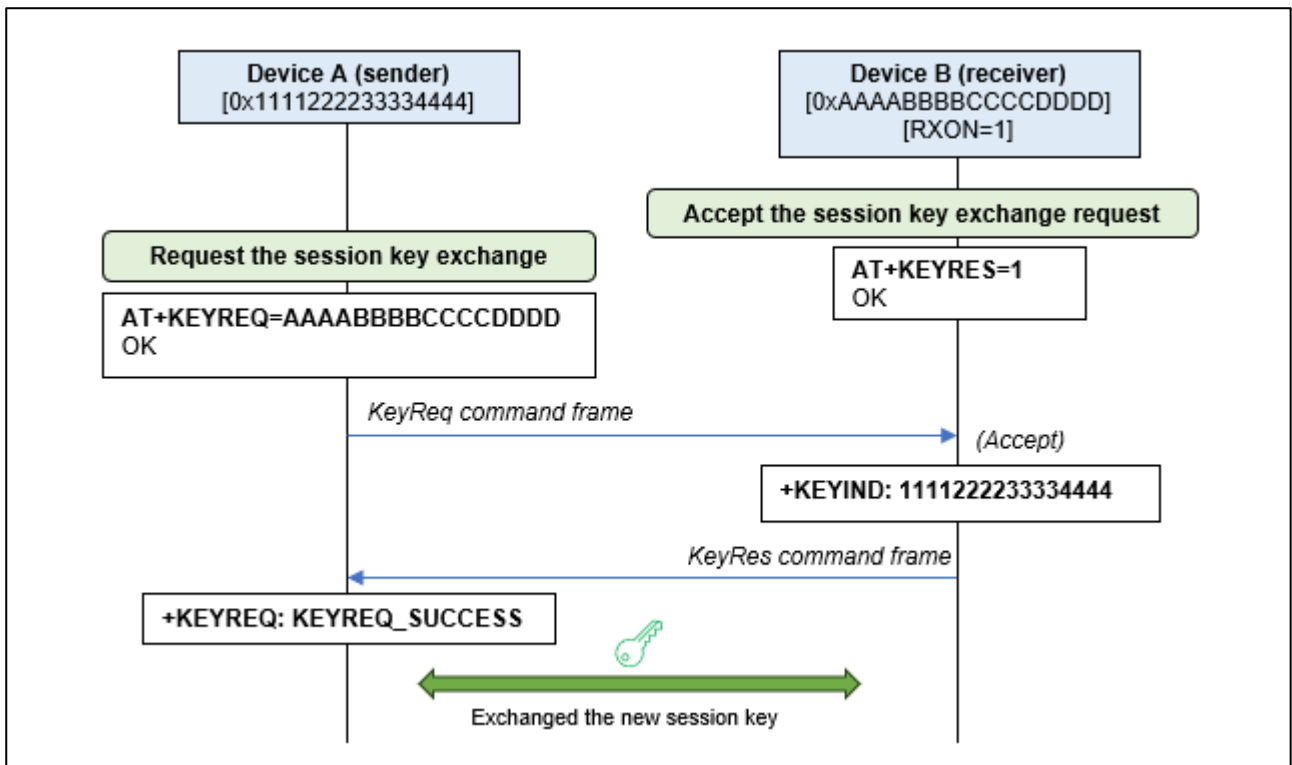 Device A (sender)
[0x1111222233334444]
Device B (receiver)
[0xAAAABBBBCCCCDDDD]
[RXON=1]
Accept the session key exchange request
Request the session key exchange
AT+KEYRES=1
OK
AT+KEYREQ=AAAABBBBCCCCDDDD
OK
KeyReq command frame
(Accept)
+KEYIND: 1111222233334444
KeyRes command frame
+KEYREQ: KEYREQ_SUCCESS
Exchanged the new session key